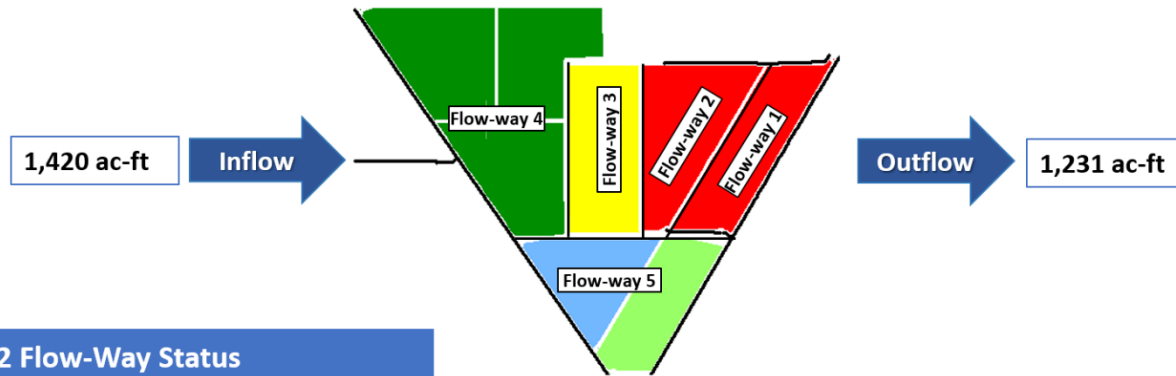 1,420 ac-ft
Inflow
Flow-way 4
Flow-way 3
Flow-way 2
Flow-way 1
Outflow
1,231 ac-ft
Flow-way 5
2 Flow-Way Status